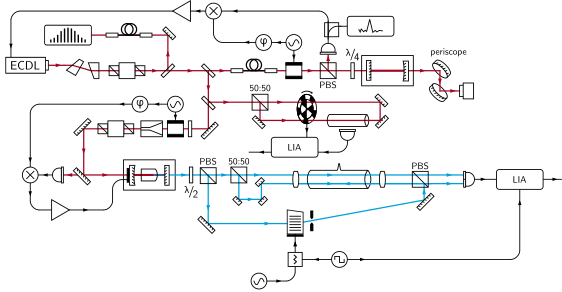 φ
λ/4
periscope
ECDL
PBS
50:50
φ
LIA
PBS
50:50
PBS
λ/2
LIA